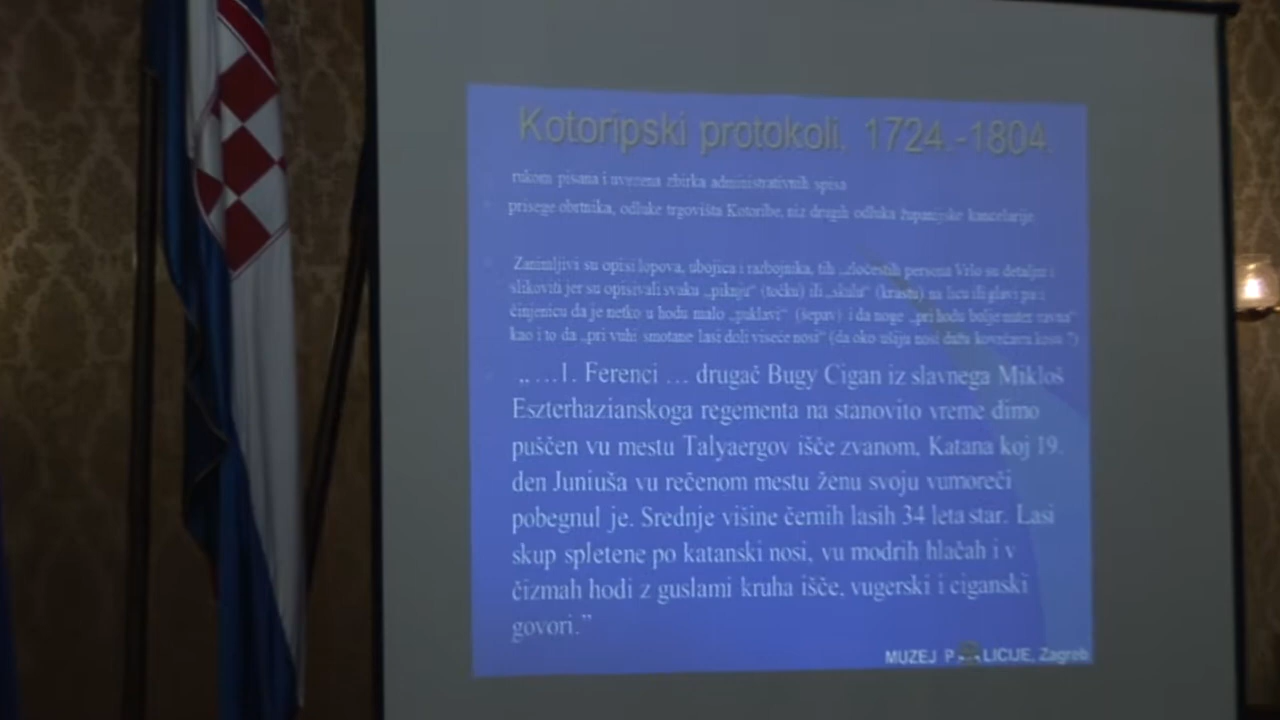 Kotoripski protokoli, 1724.-1804.
rukom pisana i uvezena zbirka administrativnih spisa
prisege obrtnika, odluke trgovišta Kotoribe, niz drugih odluka županijske kancelarije
Zanimljivi su opisi lopova, ubojica i razbojnika, tih „zločestih persona Vrlo su detaljni i
slikoviti jer su opisivali svaku „piknju“ (točku) ili „skulu“ (krastu) na licu ili glavi pa i
činjenicu da je netko u hodu malo „puklavi“ (šepav) i da noge „pri hodu bolje nuter
kao i to da „pri vuhi smotane lasi doli viseče nosi“ (da oko ušiju nosi dužu kovrčavu kosu ?)
„ …1. Ferenci … drugač Bugy Cigan iz slavnega Mikloš
Eszterhazianskoga regementa na stanovito vreme dimo
puščen vu mestu Talyaergov išče zvanom, Katana koj 19.
den Juniuša vu rečenom mestu ženu svoju vumoreči
pobegnul je. Srednje višine černih lasih 34 leta star. Lasi
skup spletene po katanski nosi, vu modrih hlačah i v
čizmah hodi z guslami kruha išče, vugerski i ciganski
govori.”
MUZEJ P LICIJE, Zagreb